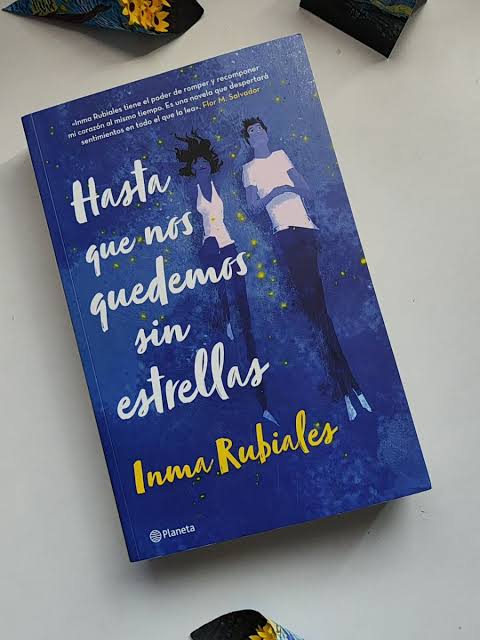 «Inma Rubiales tiene el poder de romper y recomponer
mi corazón al mismo tiempo. Es una novela que despertará
sentimientos en todo el que la lea». Flor M. Salvador
Hasta
que nos
quedemos
sin
estrellas
Inma Rubiales
Planeta